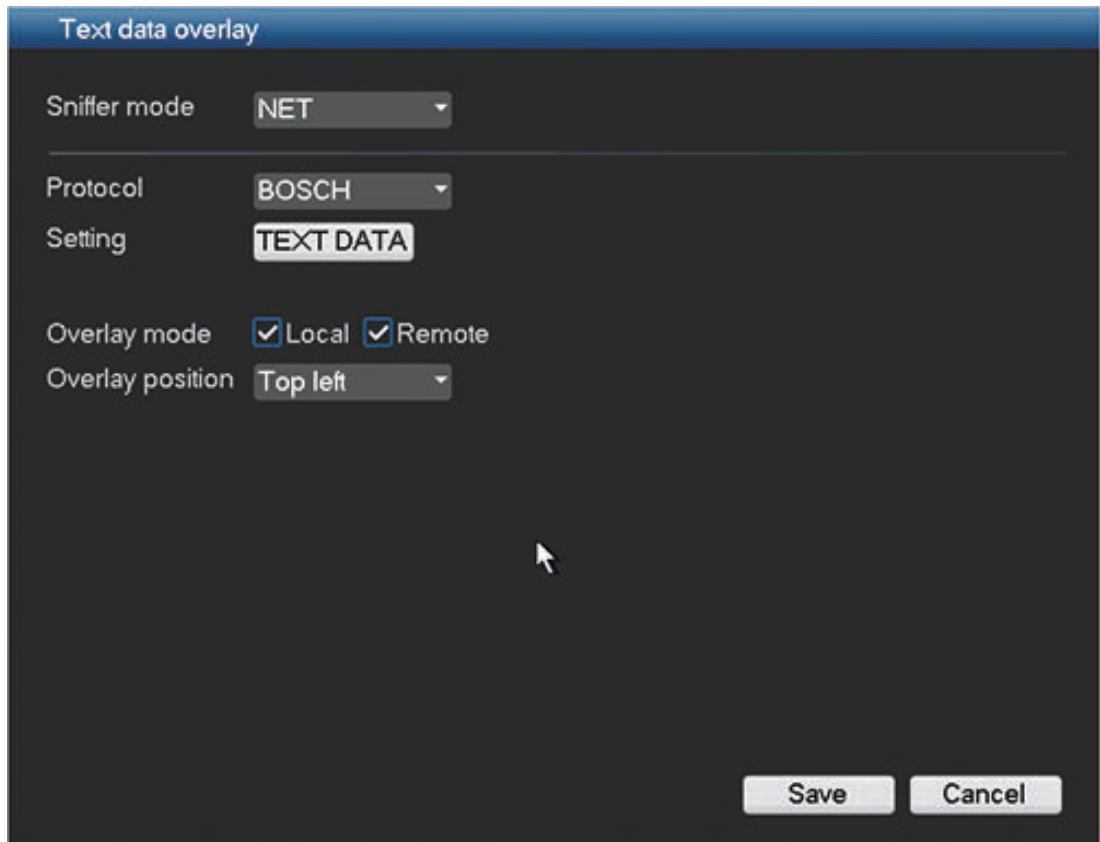 Text data overlay
Sniffer mode NET
Protocol BOSCH
Setting TEXT DATA
Overlay mode Local Remote
Overlay position Top left
Save Cancel